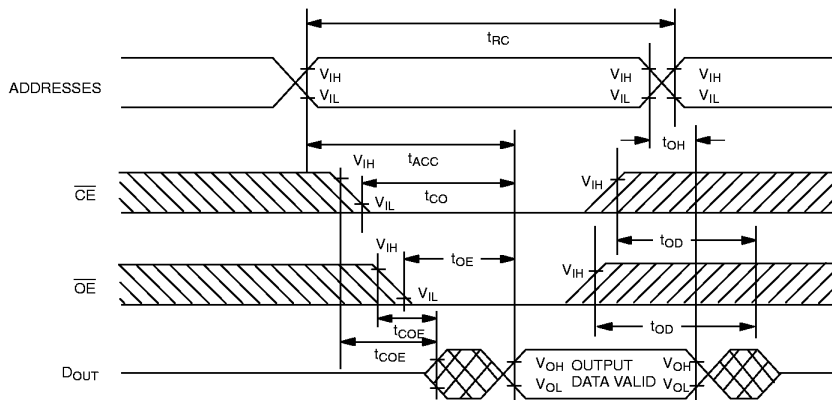 tRC
ADDRESSES
VIH
VIL
VIH
VIL
VIH
VIL
tOH
tACC
CE
VIH
VIL
tCO
VIH
tOD
OE
VIH
VIL
tOE
VIH
tOD
tCOE
tCOE
DOUT
VOH
VOL
OUTPUT
DATA VALID
VOH
VOL